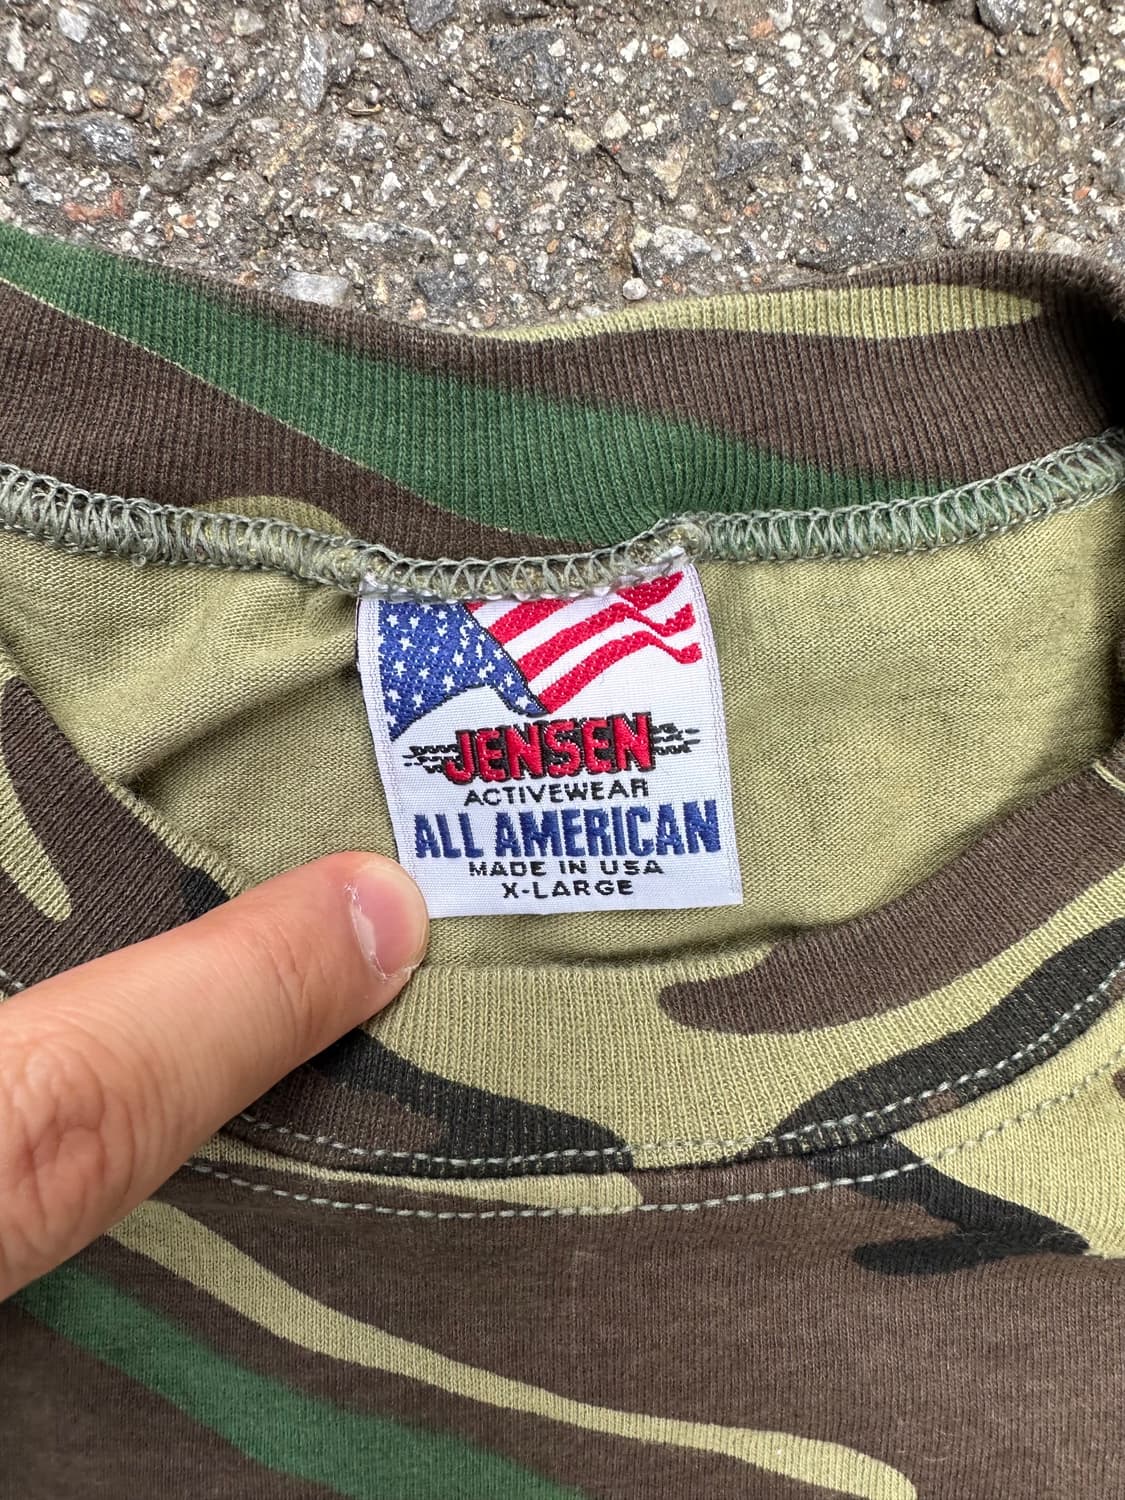 JENSEN
ACTIVEWEAR
ALL AMERICAN
MADE IN USA
X-LARGE